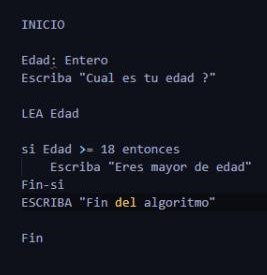 INICIO
Edad: Entero
Escriba "Cual es tu edad ?"
LEA Edad
si Edad >= 18 entonces
Escriba "Eres mayor de edad"
Fin-si
ESCRIBA "Fin del algoritmo"
Fin